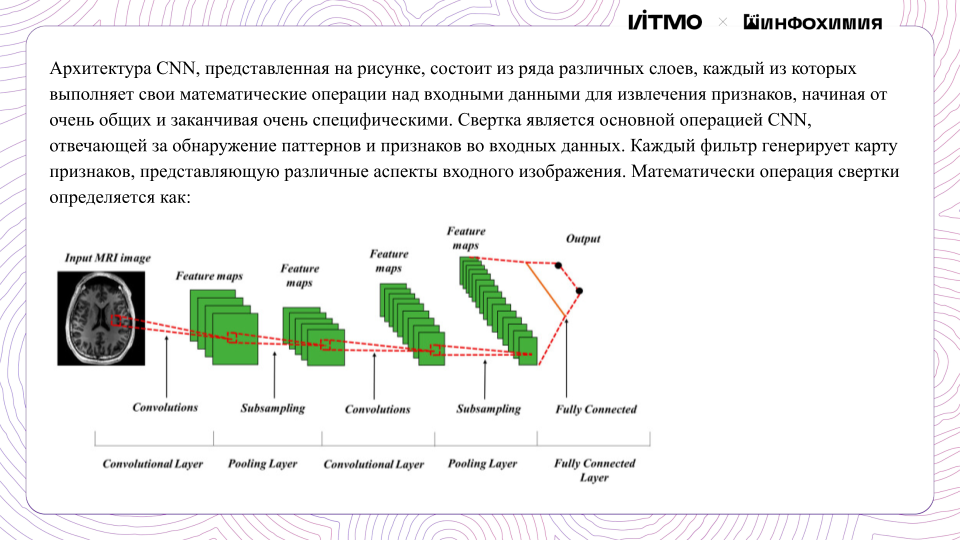 ITMO × ИНФОХИМИЯ
Архитектура CNN, представленная на рисунке, состоит из ряда различных слоев, каждый из которых
выполняет свои математические операции над входными данными для извлечения признаков, начиная от
очень общих и заканчивая очень специфическими. Свертка является основной операцией CNN,
отвечающей за обнаружение паттернов и признаков во входных данных. Каждый фильтр генерирует карту
признаков, представляющую различные аспекты входного изображения. Математически операция свертки
определяется как:
Input MRI image
Feature maps
Feature
maps
Feature
maps
Feature
maps
Output
Convolutions
Subsampling
Convolutions
Subsampling
Fully Connected
Convolutional Layer
Pooling Layer
Convolutional Layer
Pooling Layer
Fully Connected
Layer